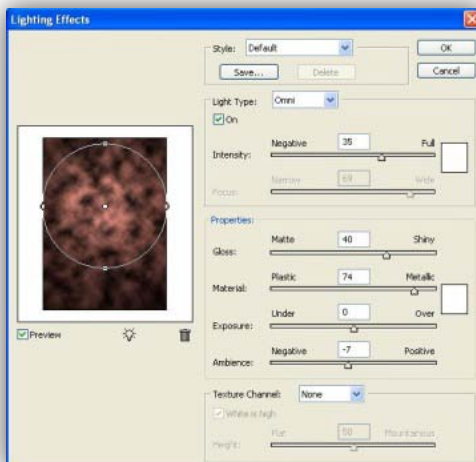 Lighting Effects
Style: Default
OK
Save... Delete
Cancel
Light Type: Omni
On
Negative 35 Full
Intensity:
Narrow 69 Wide
Focus:
Properties:
Matte 40 Shiny
Gloss:
Plastic 74 Metallic
Material:
Under 0 Over
Exposure:
Negative -7 Positive
Ambience:
Preview
Texture Channel: None
White is high
Flat 50 Mountainous
Height: